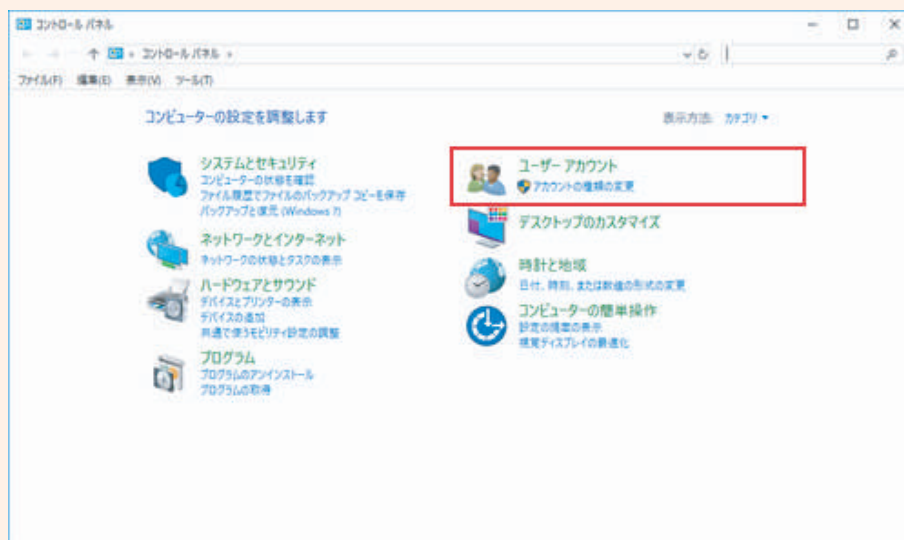 コントロール パネル
コントロール パネル
ファイル(F) 編集(E) 表示(V) ツール(T)
コンピューターの設定を調整します
表示方法: カテゴリ
システムとセキュリティ
コンピューターの状態を確認
ファイル履歴でファイルのバックアップ コピーを保存
バックアップと復元 (Windows 7)
ネットワークとインターネット
ネットワークの状態とタスクの表示
ハードウェアとサウンド
デバイスとプリンターの表示
デバイスの追加
共通で使うモビリティ設定の調整
プログラム
プログラムのアンインストール
プログラムの取得
ユーザー アカウント
アカウントの種類の変更
デスクトップのカスタマイズ
時計と地域
日付、時刻、または数値の形式の変更
コンピューターの簡単操作
設定の提案の表示
視覚ディスプレイの最適化